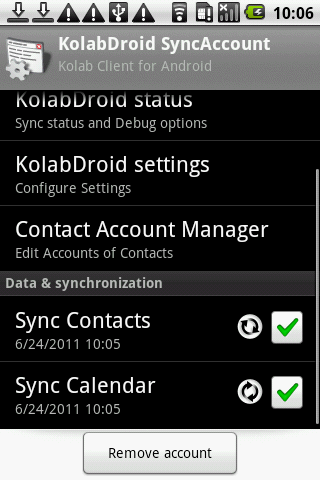 10:06
KolabDroid SyncAccount
Kolab Client for Android
KolabDroid status
Sync status and Debug options
KolabDroid settings
Configure Settings
Contact Account Manager
Edit Accounts of Contacts
Data & synchronization
Sync Contacts
6/24/2011 10:05
Sync Calendar
6/24/2011 10:05
Remove account